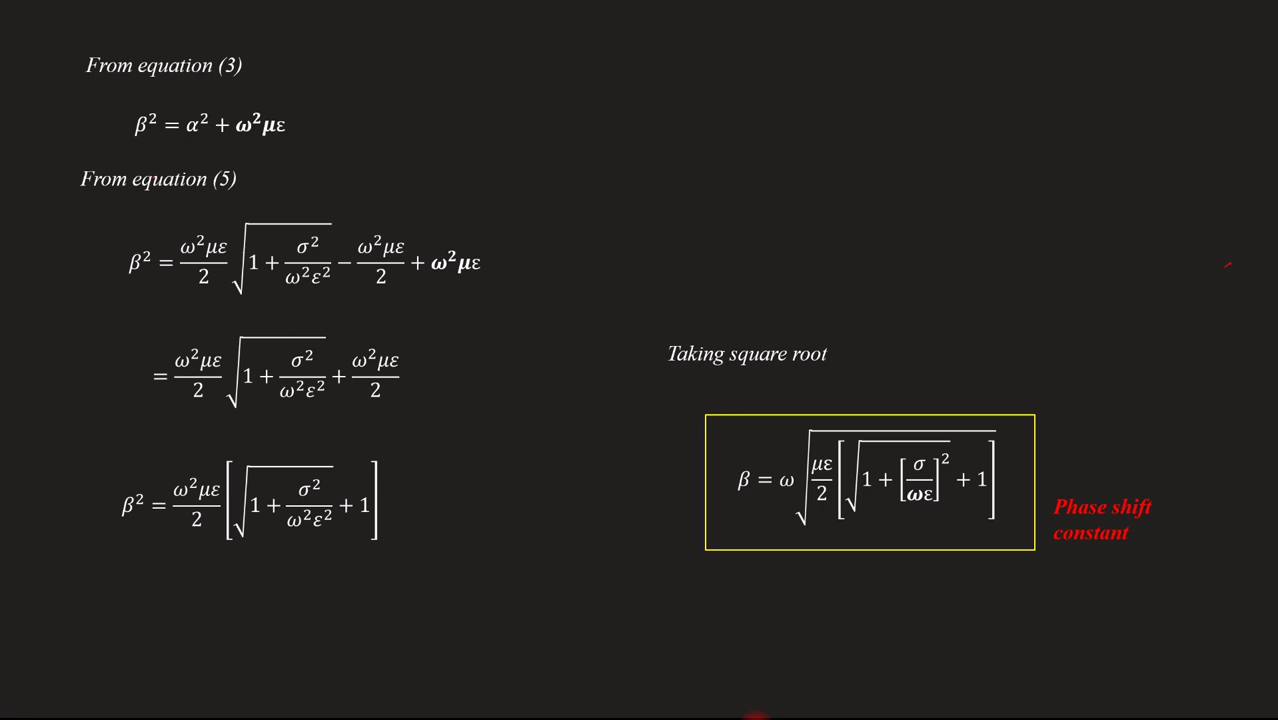 From equation (3)
β² = α² + ω²με
From equation (5)
β² = ω²με/2 √(1 + σ²/ω²ε²) − ω²με/2 + ω²με
= ω²με/2 √(1 + σ²/ω²ε²) + ω²με/2
β² = ω²με/2 [√(1 + σ²/ω²ε²) + 1]
Taking square root
β = ω √(με/2 [√(1 + [σ/ωε]²) + 1])
Phase shift
constant